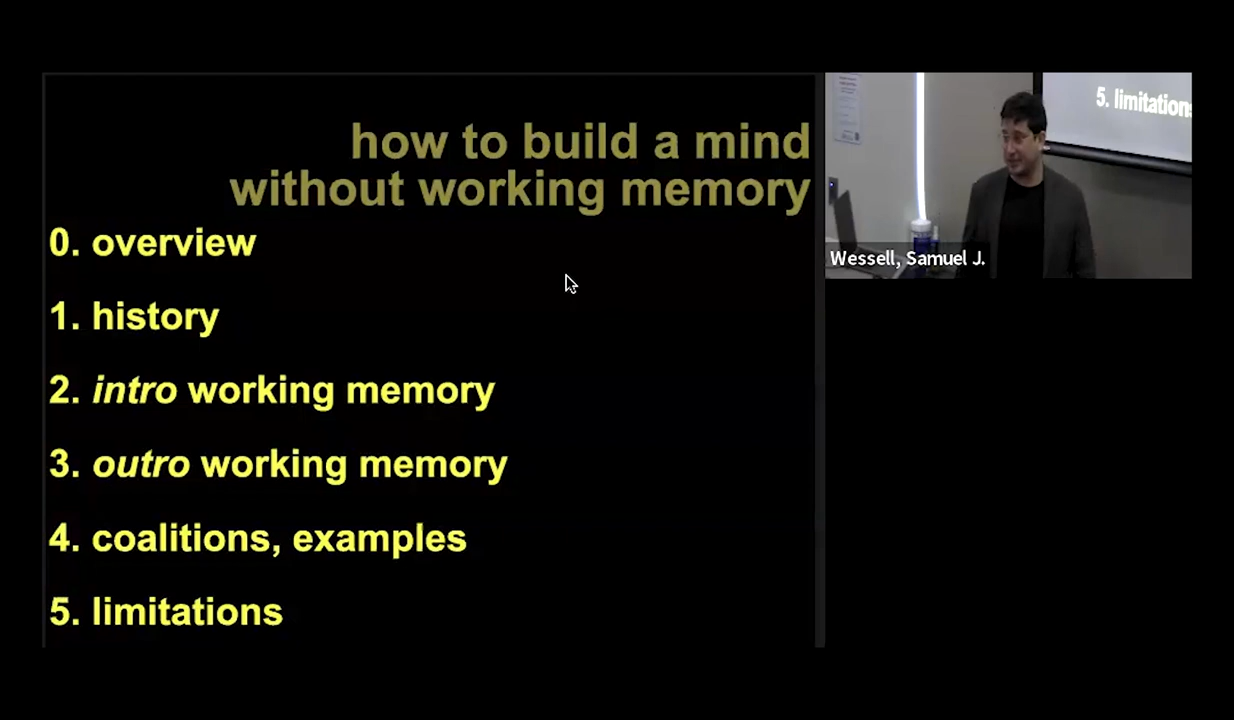 how to build a mind
without working memory
0. overview
1. history
2. intro working memory
3. outro working memory
4. coalitions, examples
5. limitations
5. limitations
Wessell, Samuel J.